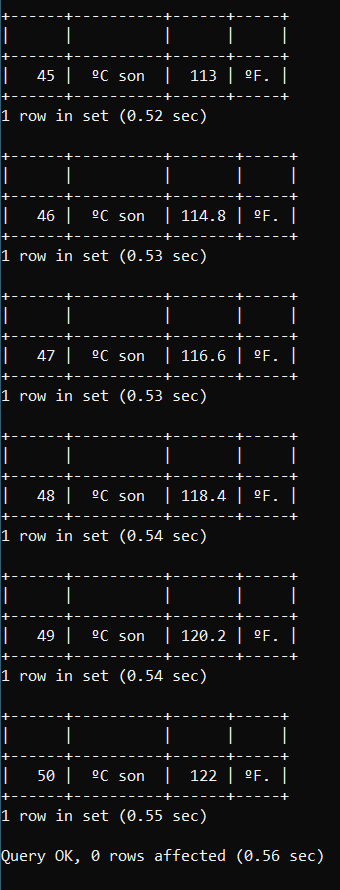 +------+----------+------+-----+
|      |          |      |     |
+------+----------+------+-----+
|   45 |  ºC son  |  113 | ºF. |
+------+----------+------+-----+
1 row in set (0.52 sec)

+------+----------+-------+-----+
|      |          |       |     |
+------+----------+-------+-----+
|   46 |  ºC son  | 114.8 | ºF. |
+------+----------+-------+-----+
1 row in set (0.53 sec)

+------+----------+-------+-----+
|      |          |       |     |
+------+----------+-------+-----+
|   47 |  ºC son  | 116.6 | ºF. |
+------+----------+-------+-----+
1 row in set (0.53 sec)

+------+----------+-------+-----+
|      |          |       |     |
+------+----------+-------+-----+
|   48 |  ºC son  | 118.4 | ºF. |
+------+----------+-------+-----+
1 row in set (0.54 sec)

+------+----------+-------+-----+
|      |          |       |     |
+------+----------+-------+-----+
|   49 |  ºC son  | 120.2 | ºF. |
+------+----------+-------+-----+
1 row in set (0.54 sec)

+------+----------+------+-----+
|      |          |      |     |
+------+----------+------+-----+
|   50 |  ºC son  |  122 | ºF. |
+------+----------+------+-----+
1 row in set (0.55 sec)

Query OK, 0 rows affected (0.56 sec)